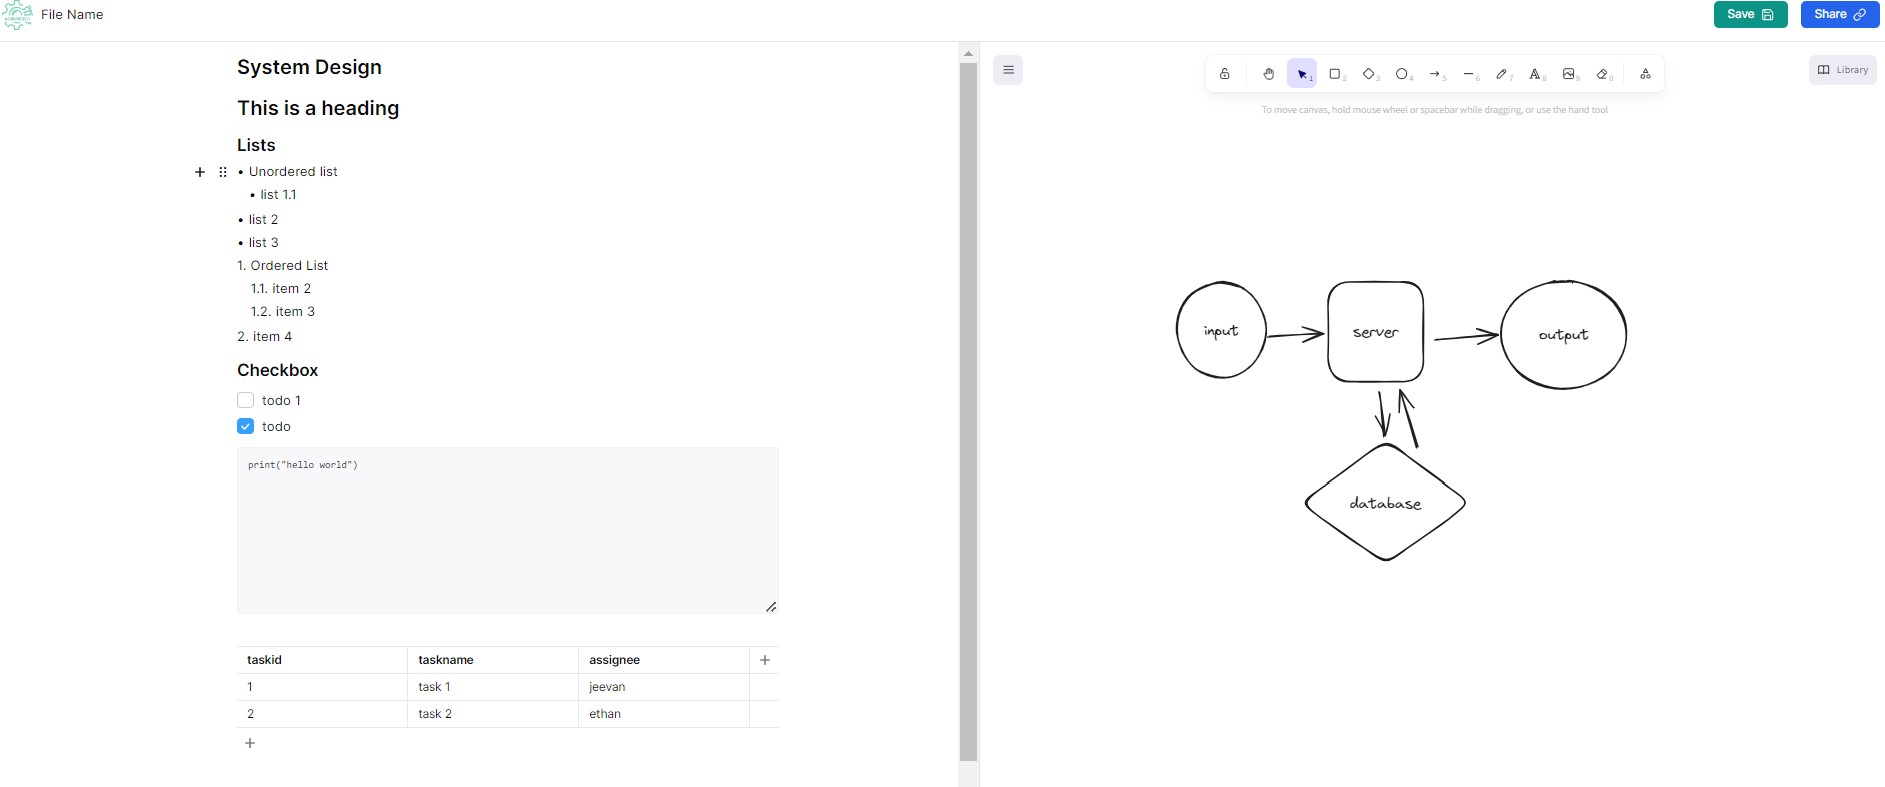 File Name
Save
Share
System Design
This is a heading
Lists
• Unordered list
• list 1.1
• list 2
• list 3
1. Ordered List
1.1. item 2
1.2. item 3
2. item 4
Checkbox
todo 1
todo
print("hello world")
taskid taskname assignee
1 task 1 jeevan
2 task 2 ethan
1 2 3 4 5 6 7 8 9 0
Library
To move canvas, hold mouse wheel or spacebar while dragging, or use the hand tool
input
server
output
database